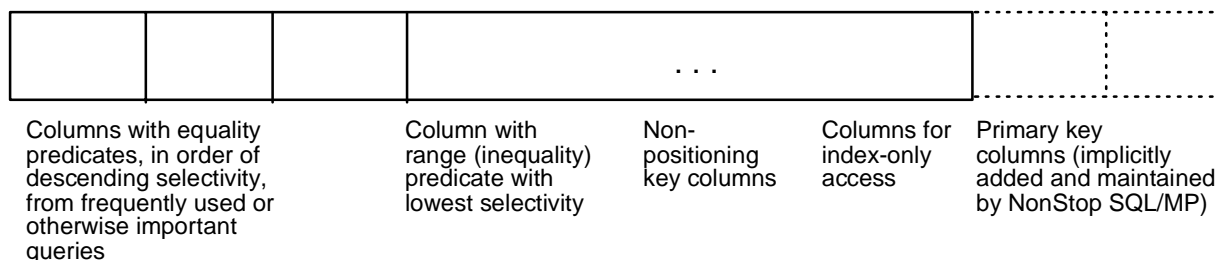 . . .
Columns with equality
predicates, in order of
descending selectivity,
from frequently used or
otherwise important
queries
Column with
range (inequality)
predicate with
lowest selectivity
Non-
positioning
key columns
Columns for
index-only
access
Primary key
columns (implicitly
added and maintained
by NonStop SQL/MP)